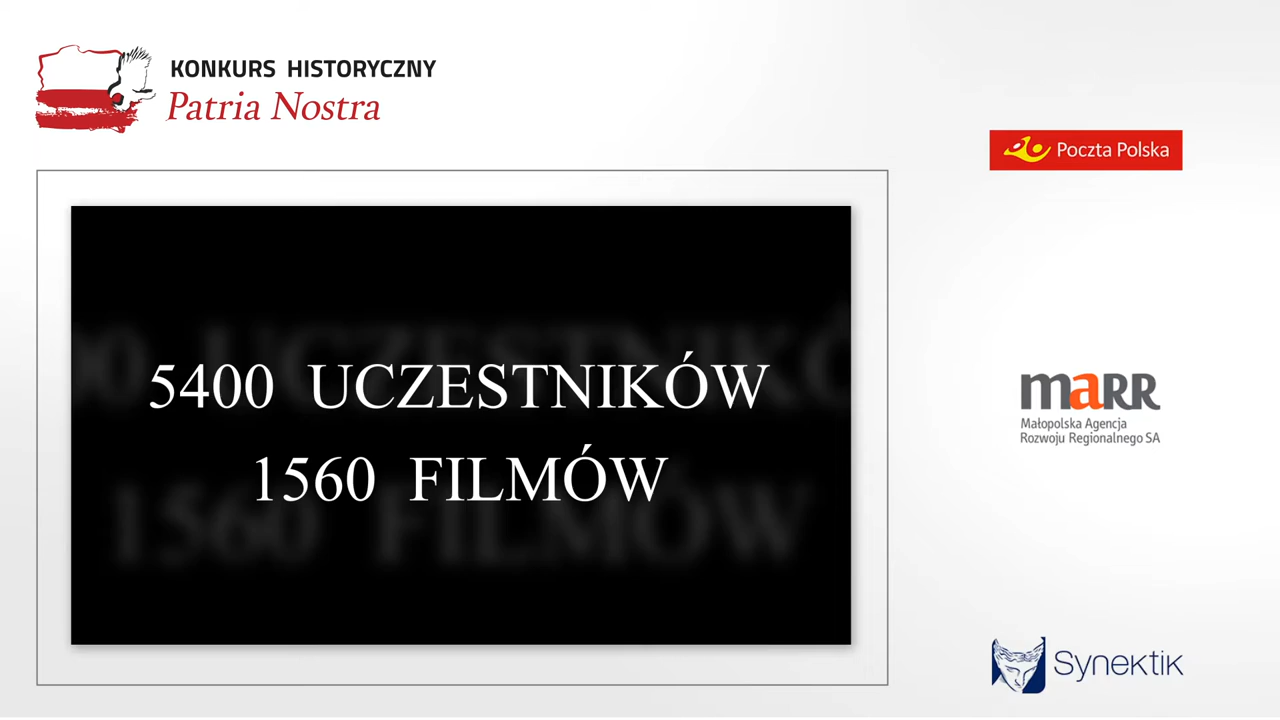 KONKURS HISTORYCZNY
Patria Nostra
Poczta Polska
5400 UCZESTNIKÓW
1560 FILMÓW
maRR
Małopolska Agencja
Rozwoju Regionalnego SA
Synektik